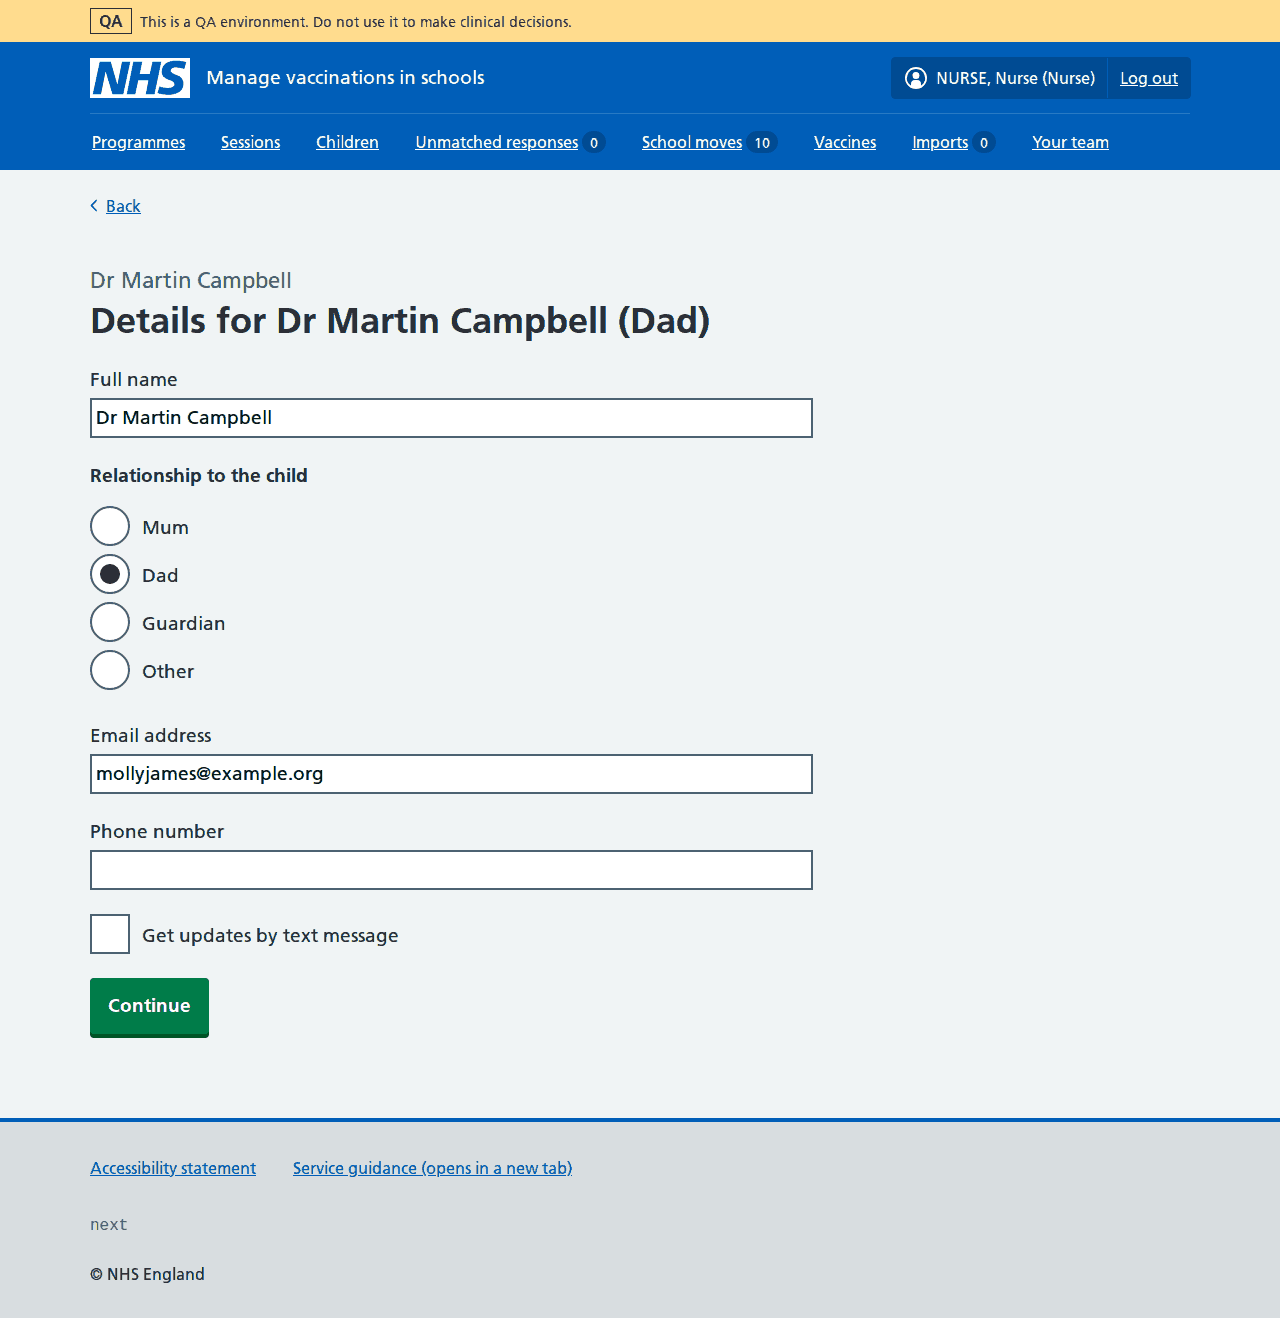 QA This is a QA environment. Do not use it to make clinical decisions.
NHS Manage vaccinations in schools NURSE, Nurse (Nurse) Log out
Programmes Sessions Children Unmatched responses 0 School moves 10 Vaccines Imports 0 Your team
Back
Dr Martin Campbell
Details for Dr Martin Campbell (Dad)
Full name
Dr Martin Campbell
Relationship to the child
Mum
Dad
Guardian
Other
Email address
mollyjames@example.org
Phone number
Get updates by text message
Continue
Accessibility statement Service guidance (opens in a new tab)
next
© NHS England